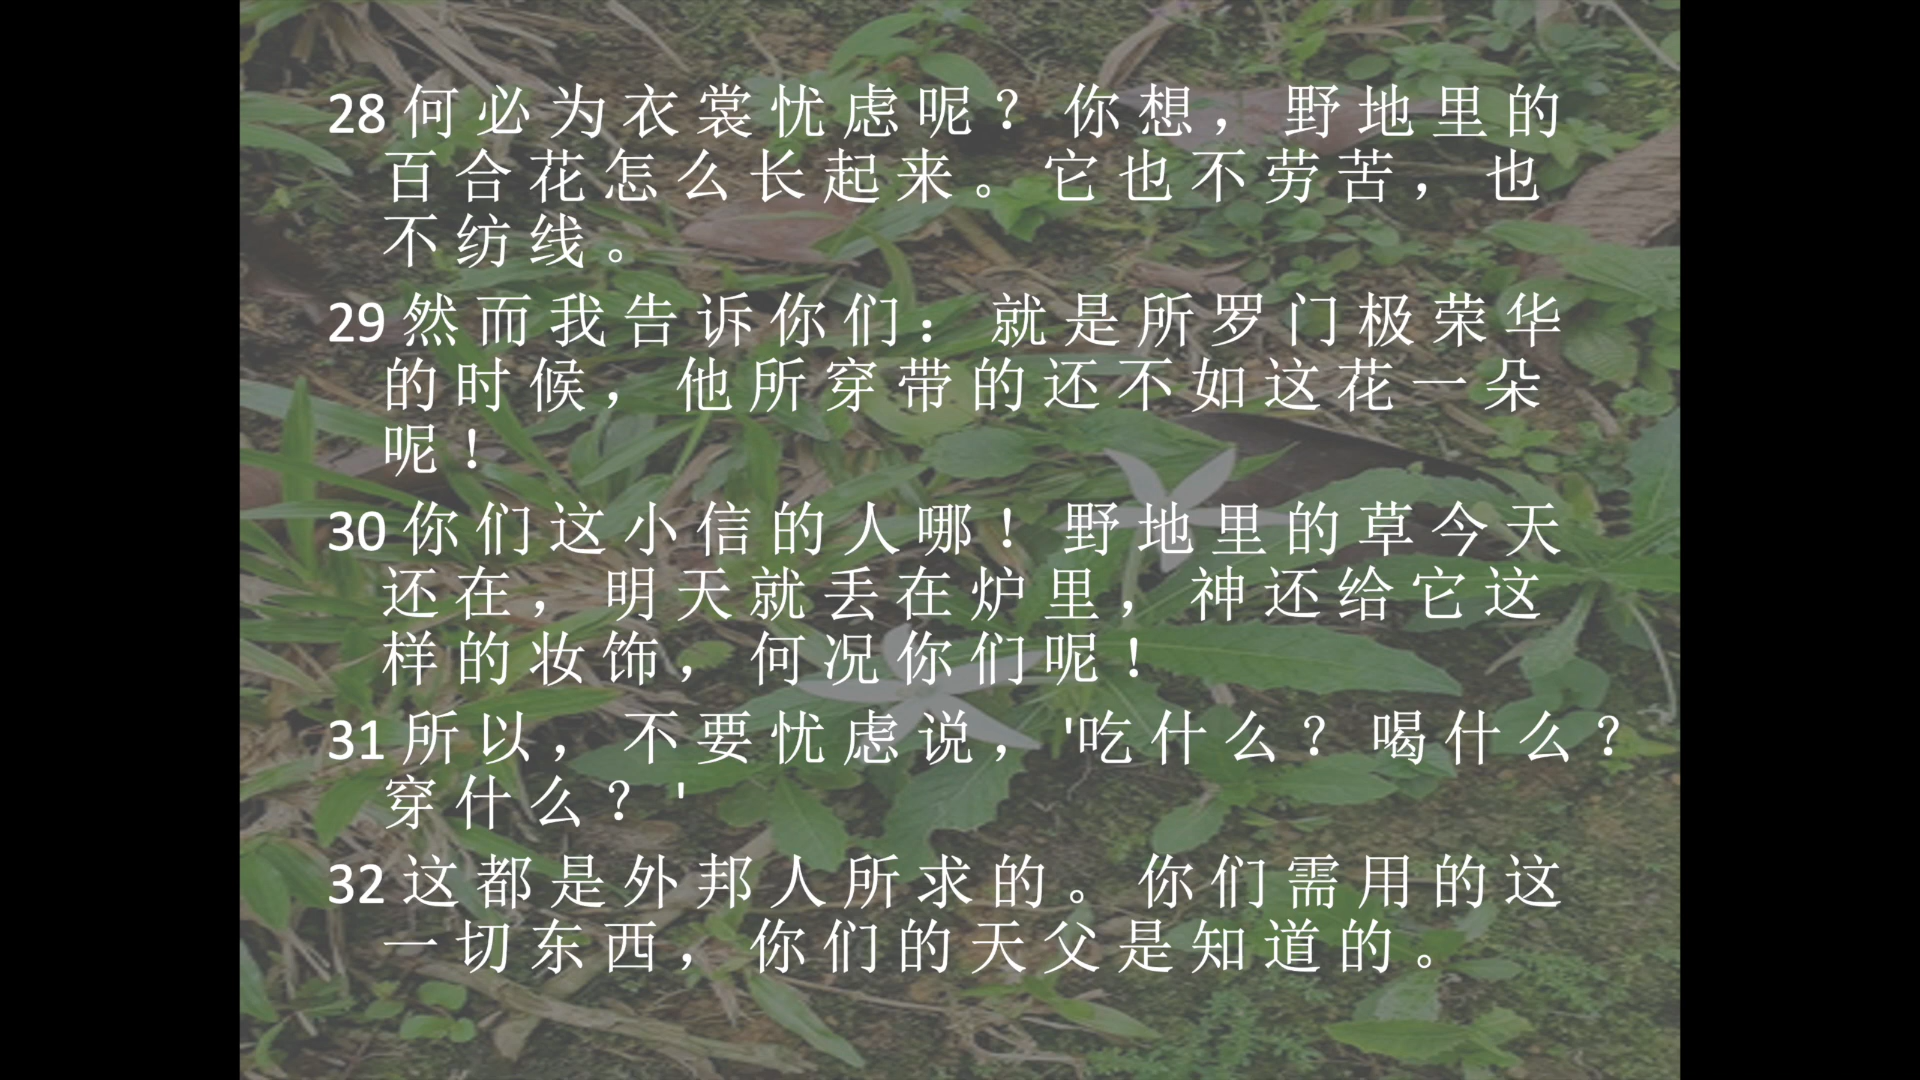 28 何必为衣裳忧虑呢？你想，野地里的
百合花怎么长起来。它也不劳苦，也
不纺线。
29 然而我告诉你们：就是所罗门极荣华
的时候，他所穿带的还不如这花一朵
呢！
30 你们这小信的人哪！野地里的草今天
还在，明天就丢在炉里，神还给它这
样的妆饰，何况你们呢！
31 所以，不要忧虑说，'吃什么？喝什么？
穿什么？'
32 这都是外邦人所求的。你们需用的这
一切东西，你们的天父是知道的。